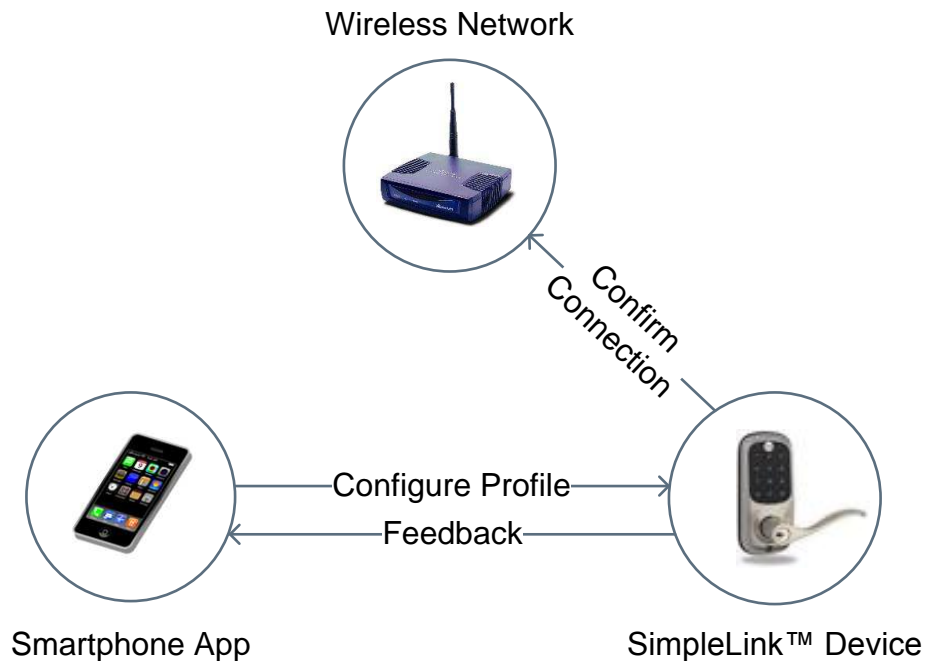 Wireless Network
Confirm
Connection
Configure Profile
Feedback
Smartphone App
SimpleLink™ Device